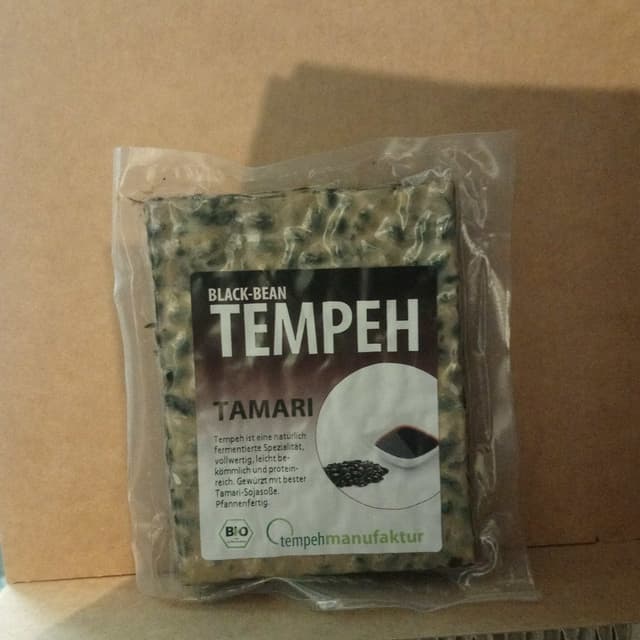 BLACK-BEAN
TEMPEH
TAMARI
Tempeh ist eine natürlich
fermentierte Spezialität,
vollwertig, leicht be-
kömmlich und protein-
reich. Gewürzt mit bester
Tamari-Sojasoße.
Pfannenfertig.
BIO
tempehmanufaktur